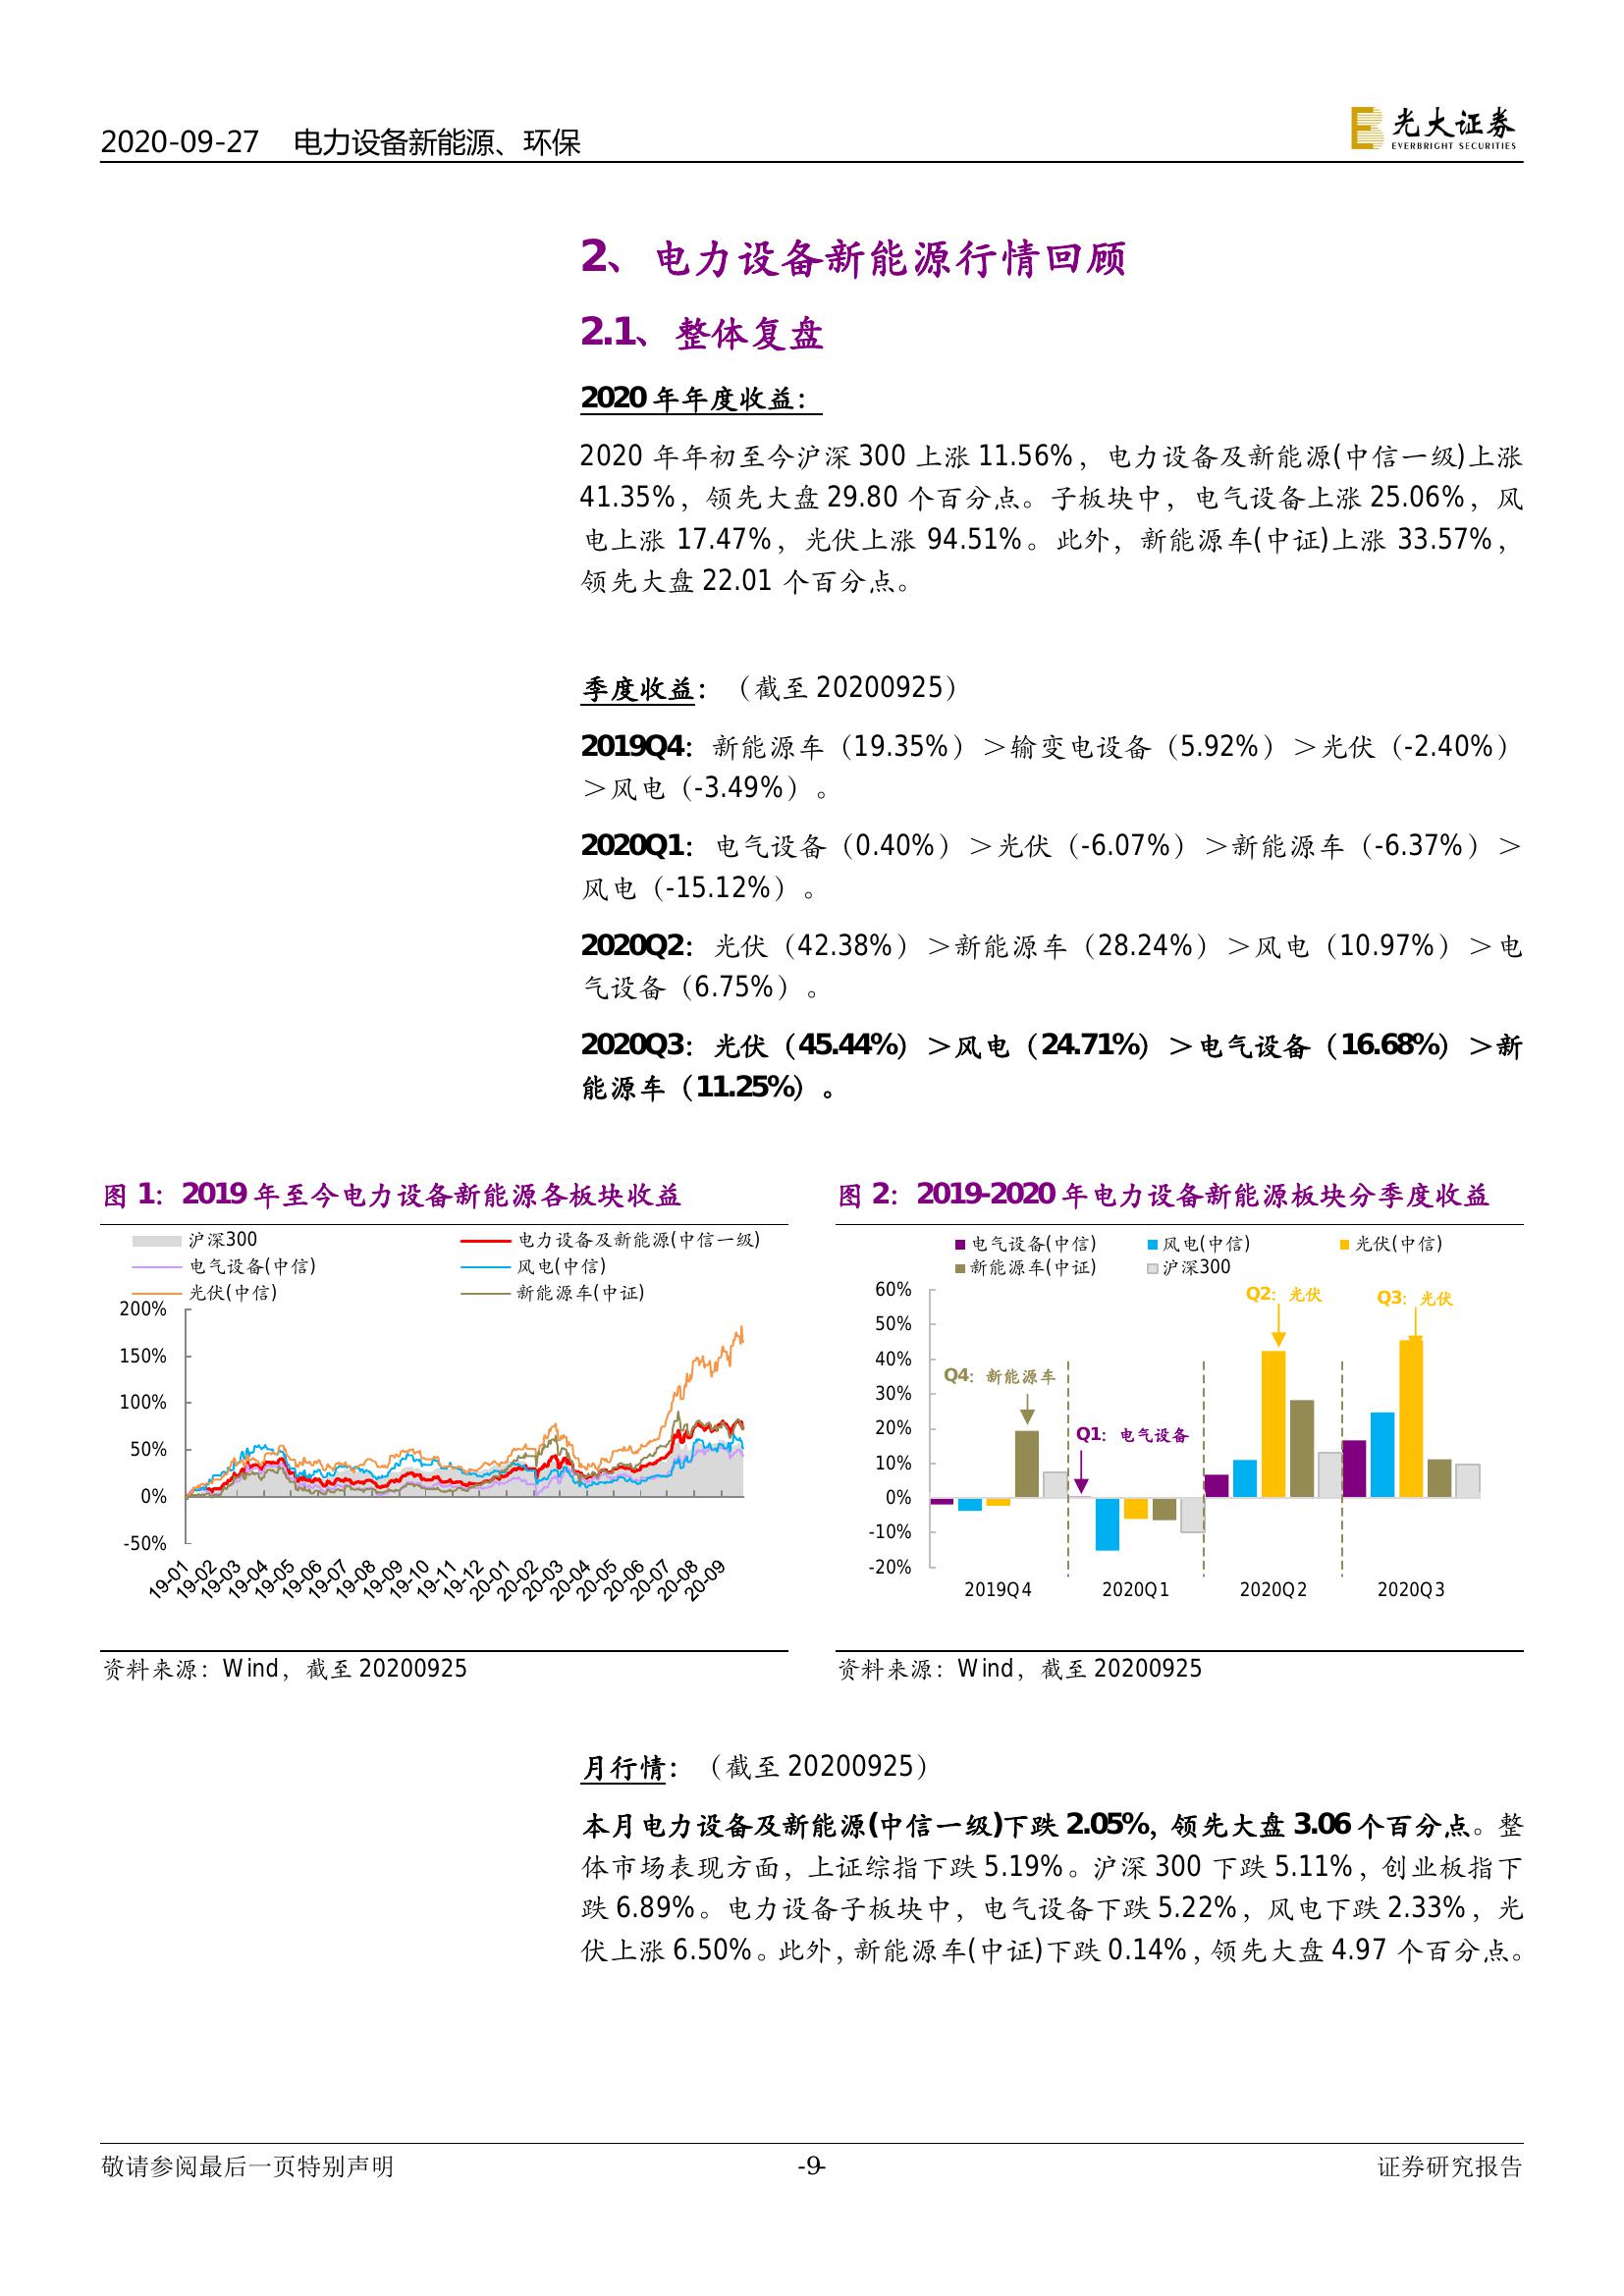 2020-09-27 电力设备新能源、环保
光大证券
EVERBRIGHT SECURITIES
2、电力设备新能源行情回顾
2.1、整体复盘
2020 年年度收益：
2020 年年初至今沪深 300 上涨 11.56%，电力设备及新能源(中信一级)上涨
41.35%，领先大盘 29.80 个百分点。子板块中，电气设备上涨 25.06%，风
电上涨 17.47%，光伏上涨 94.51%。此外，新能源车(中证)上涨 33.57%，
领先大盘 22.01 个百分点。
季度收益：（截至 20200925）
2019Q4：新能源车（19.35%）＞输变电设备（5.92%）＞光伏（-2.40%）
＞风电（-3.49%）。
2020Q1：电气设备（0.40%）＞光伏（-6.07%）＞新能源车（-6.37%）＞
风电（-15.12%）。
2020Q2：光伏（42.38%）＞新能源车（28.24%）＞风电（10.97%）＞电
气设备（6.75%）。
2020Q3：光伏（45.44%）＞风电（24.71%）＞电气设备（16.68%）＞新
能源车（11.25%）。
图 1：2019 年至今电力设备新能源各板块收益
沪深300 电力设备及新能源(中信一级)
电气设备(中信) 风电(中信)
光伏(中信) 新能源车(中证)
200%
150%
100%
50%
0%
-50%
19-01 19-02 19-03 19-04 19-05 19-06 19-07 19-08 19-09 19-10 19-11 19-12 20-01 20-02 20-03 20-04 20-05 20-06 20-07 20-08 20-09
资料来源：Wind，截至 20200925
图 2：2019-2020 年电力设备新能源板块分季度收益
电气设备(中信) 风电(中信) 光伏(中信)
新能源车(中证) 沪深300
60%
50%
40%
30%
20%
10%
0%
-10%
-20%
Q4：新能源车
Q1：电气设备
Q2：光伏
Q3：光伏
2019Q4 2020Q1 2020Q2 2020Q3
资料来源：Wind，截至 20200925
月行情：（截至 20200925）
本月电力设备及新能源(中信一级)下跌 2.05%，领先大盘 3.06 个百分点。整
体市场表现方面，上证综指下跌 5.19%。沪深 300 下跌 5.11%，创业板指下
跌 6.89%。电力设备子板块中，电气设备下跌 5.22%，风电下跌 2.33%，光
伏上涨 6.50%。此外，新能源车(中证)下跌 0.14%，领先大盘 4.97 个百分点。
敬请参阅最后一页特别声明 -9- 证券研究报告